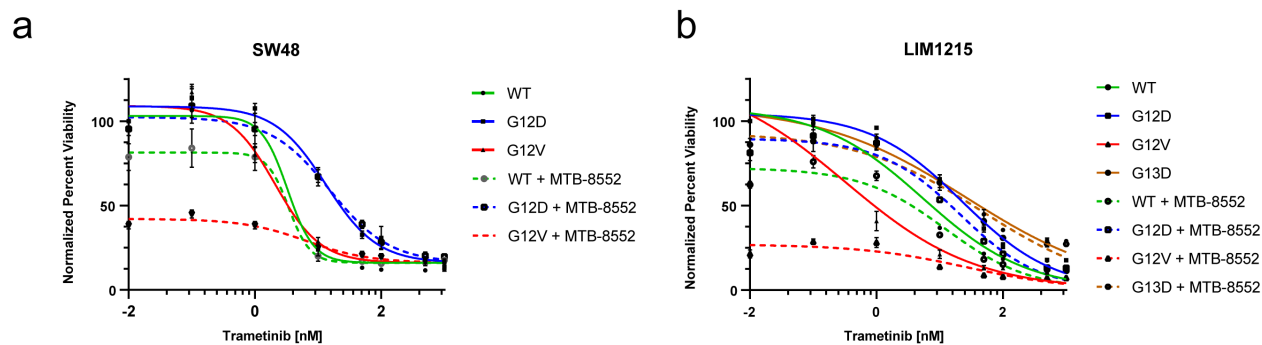 a
SW48
Normalized Percent Viability
100
50
0
-2
0
2
Trametinib [nM]
WT
G12D
G12V
WT + MTB-8552
G12D + MTB-8552
G12V + MTB-8552
b
LIM1215
Normalized Percent Viability
100
50
0
-2
0
2
Trametinib [nM]
WT
G12D
G12V
G13D
WT + MTB-8552
G12D + MTB-8552
G12V + MTB-8552
G13D + MTB-8552